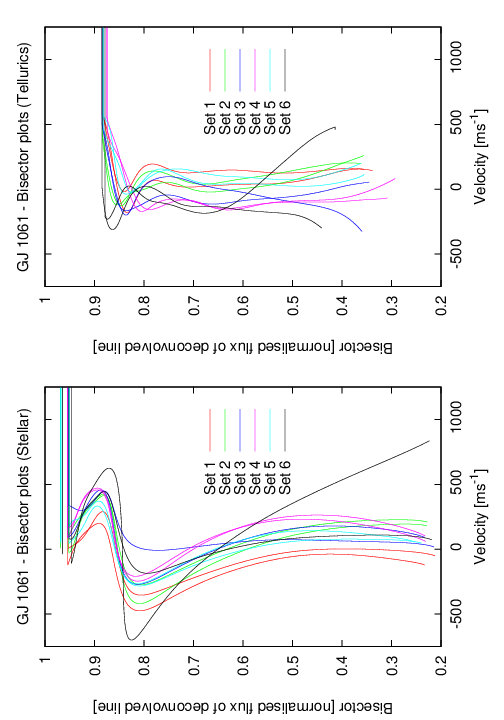 GJ 1061 - Bisector plots (Tellurics)
Bisector [normalised flux of deconvolved line]
1
0.9
0.8
0.7
0.6
0.5
0.4
0.3
0.2
-500
0
500
1000
Velocity [ms-1]
Set 1
Set 2
Set 3
Set 4
Set 5
Set 6
GJ 1061 - Bisector plots (Stellar)
Bisector [normalised flux of deconvolved line]
1
0.9
0.8
0.7
0.6
0.5
0.4
0.3
0.2
-500
0
500
1000
Velocity [ms-1]
Set 1
Set 2
Set 3
Set 4
Set 5
Set 6